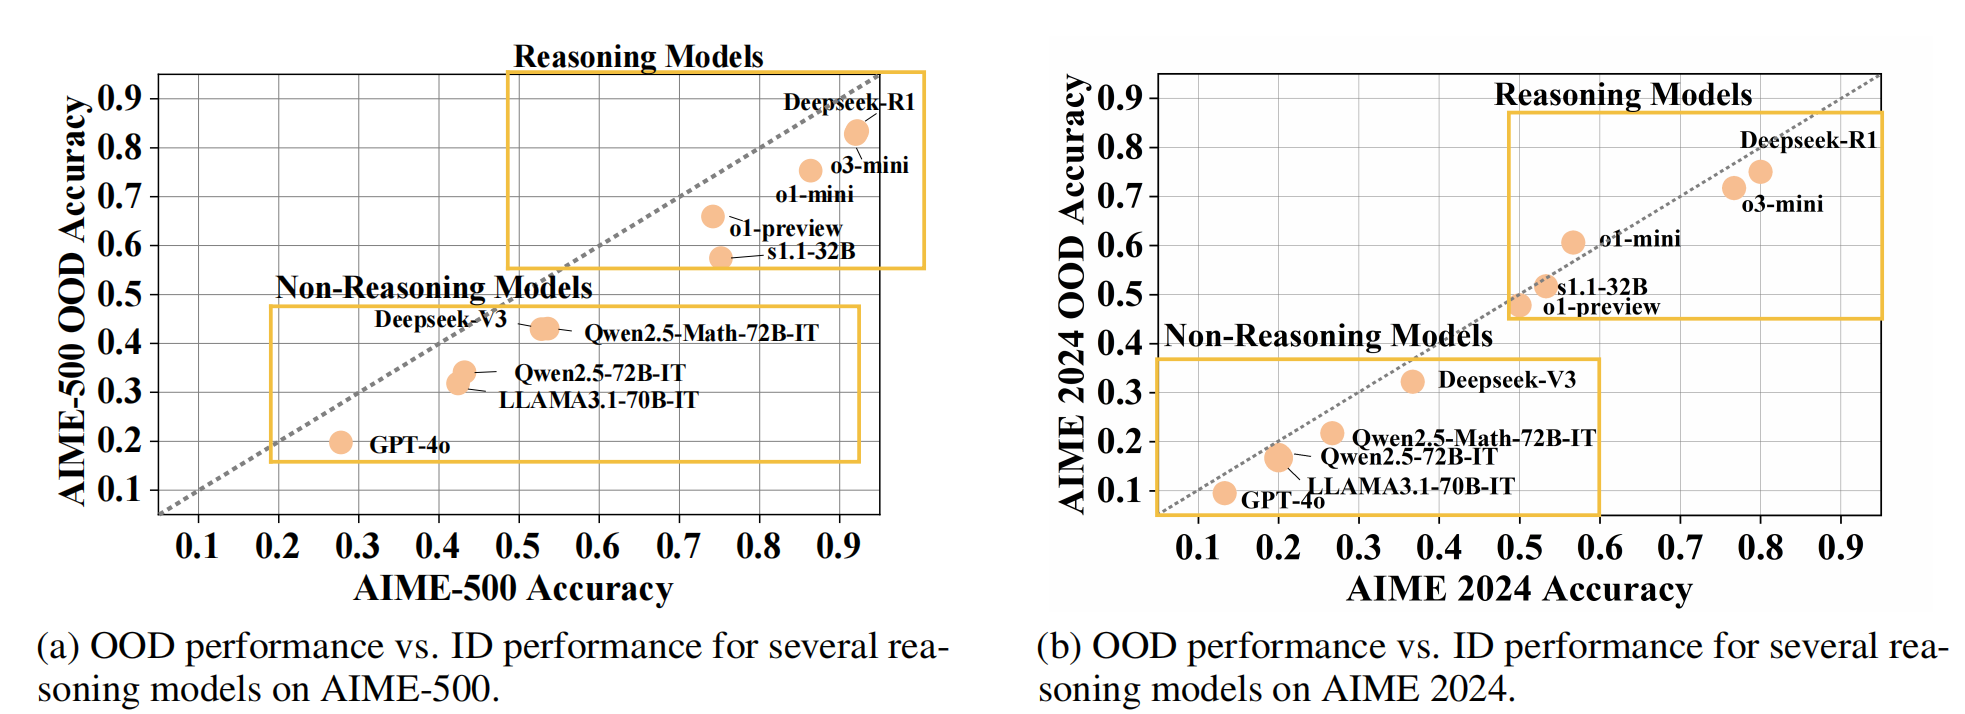 Reasoning Models
Deepseek-R1
o3-mini
o1-mini
o1-preview
s1.1-32B
Non-Reasoning Models
Deepseek-V3
Qwen2.5-Math-72B-IT
Qwen2.5-72B-IT
LLAMA3.1-70B-IT
GPT-4o
AIME-500 OOD Accuracy
0.9
0.8
0.7
0.6
0.5
0.4
0.3
0.2
0.1
0.1 0.2 0.3 0.4 0.5 0.6 0.7 0.8 0.9
AIME-500 Accuracy
(a) OOD performance vs. ID performance for several rea-
soning models on AIME-500.
Reasoning Models
Deepseek-R1
o3-mini
o1-mini
s1.1-32B
o1-preview
Non-Reasoning Models
Deepseek-V3
Qwen2.5-Math-72B-IT
Qwen2.5-72B-IT
LLAMA3.1-70B-IT
GPT-4o
AIME 2024 OOD Accuracy
0.9
0.8
0.7
0.6
0.5
0.4
0.3
0.2
0.1
0.1 0.2 0.3 0.4 0.5 0.6 0.7 0.8 0.9
AIME 2024 Accuracy
(b) OOD performance vs. ID performance for several rea-
soning models on AIME 2024.